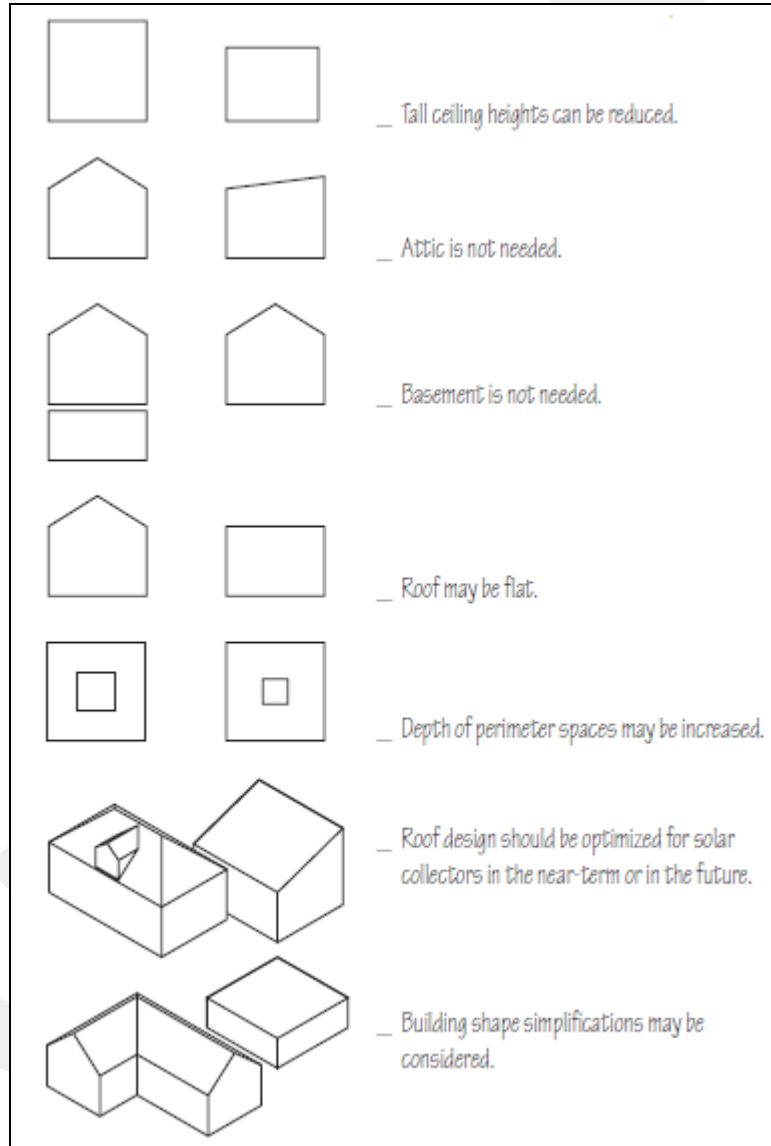 _ Tall ceiling heights can be reduced.
_ Attic is not needed.
_ Basement is not needed.
_ Roof may be flat.
_ Depth of perimeter spaces may be increased.
_ Roof design should be optimized for solar
collectors in the near-term or in the future.
_ Building shape simplifications may be
considered.